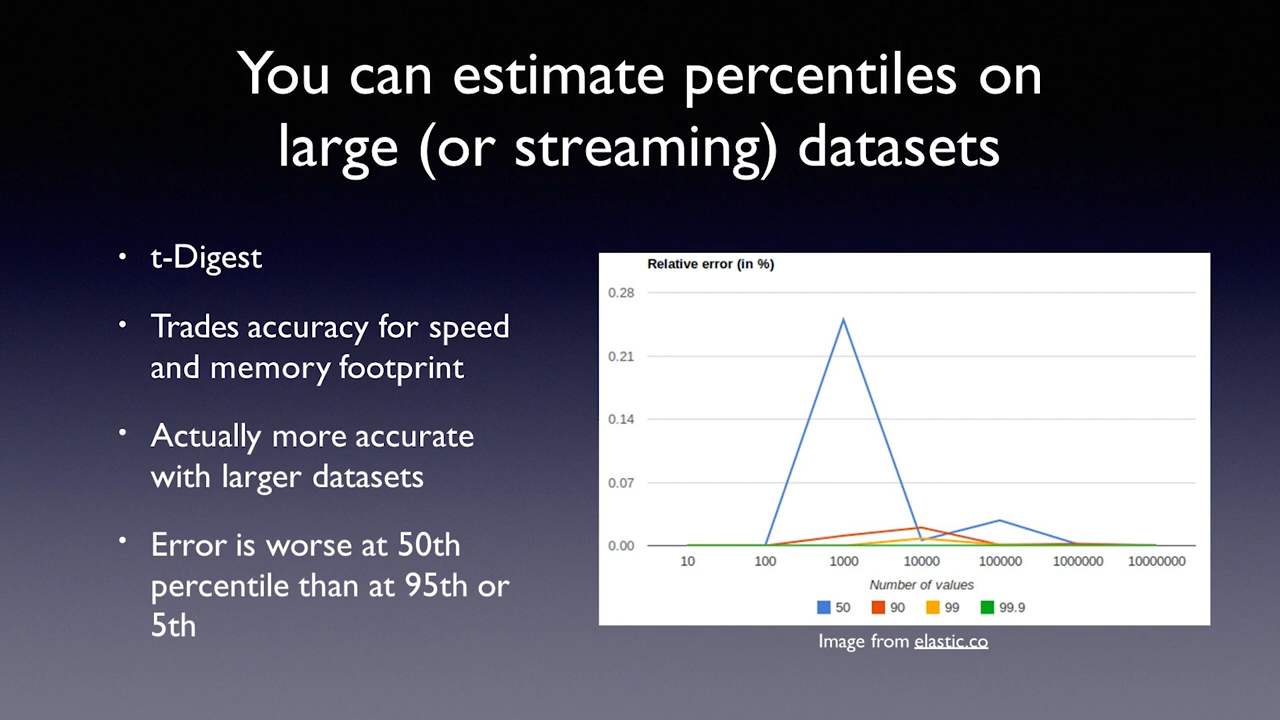 You can estimate percentiles on
large (or streaming) datasets
• t-Digest
• Trades accuracy for speed
and memory footprint
• Actually more accurate
with larger datasets
• Error is worse at 50th
percentile than at 95th or
5th
Relative error (in %)
0.28
0.21
0.14
0.07
0.00
10 100 1000 10000 100000 1000000 10000000
Number of values
50 90 99 99.9
Image from elastic.co